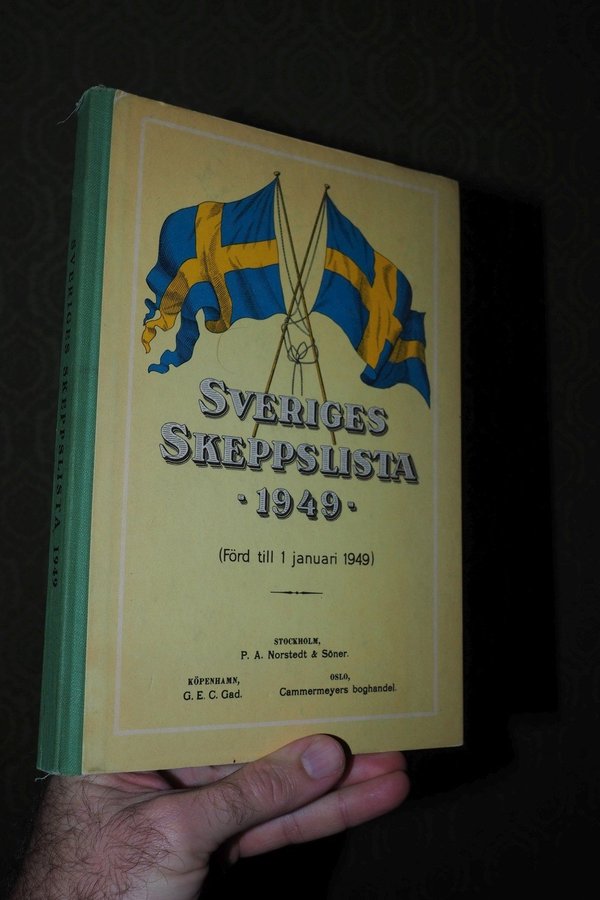 SVERIGES SKEPPSLISTA 1949
SVERIGES
SKEPPSLISTA
· 1949 ·
(Förd till 1 januari 1949)
STOCKHOLM,
P. A. Norstedt & Söner.
KÖPENHAMN,
G. E. C. Gad.
OSLO,
Cammermeyers boghandel.